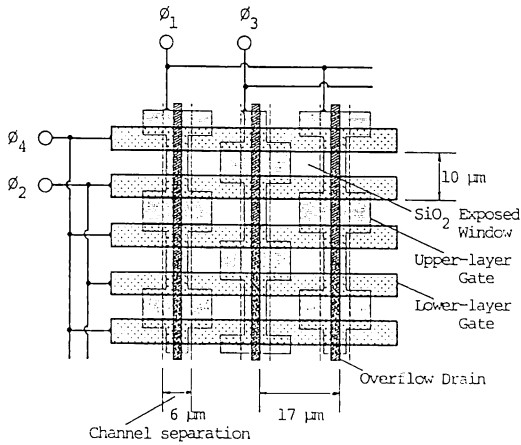 Ø1
Ø3
Ø4
Ø2
10 μm
SiO2 Exposed
Window
Upper-layer
Gate
Lower-layer
Gate
Overflow Drain
6 μm
17 μm
Channel separation